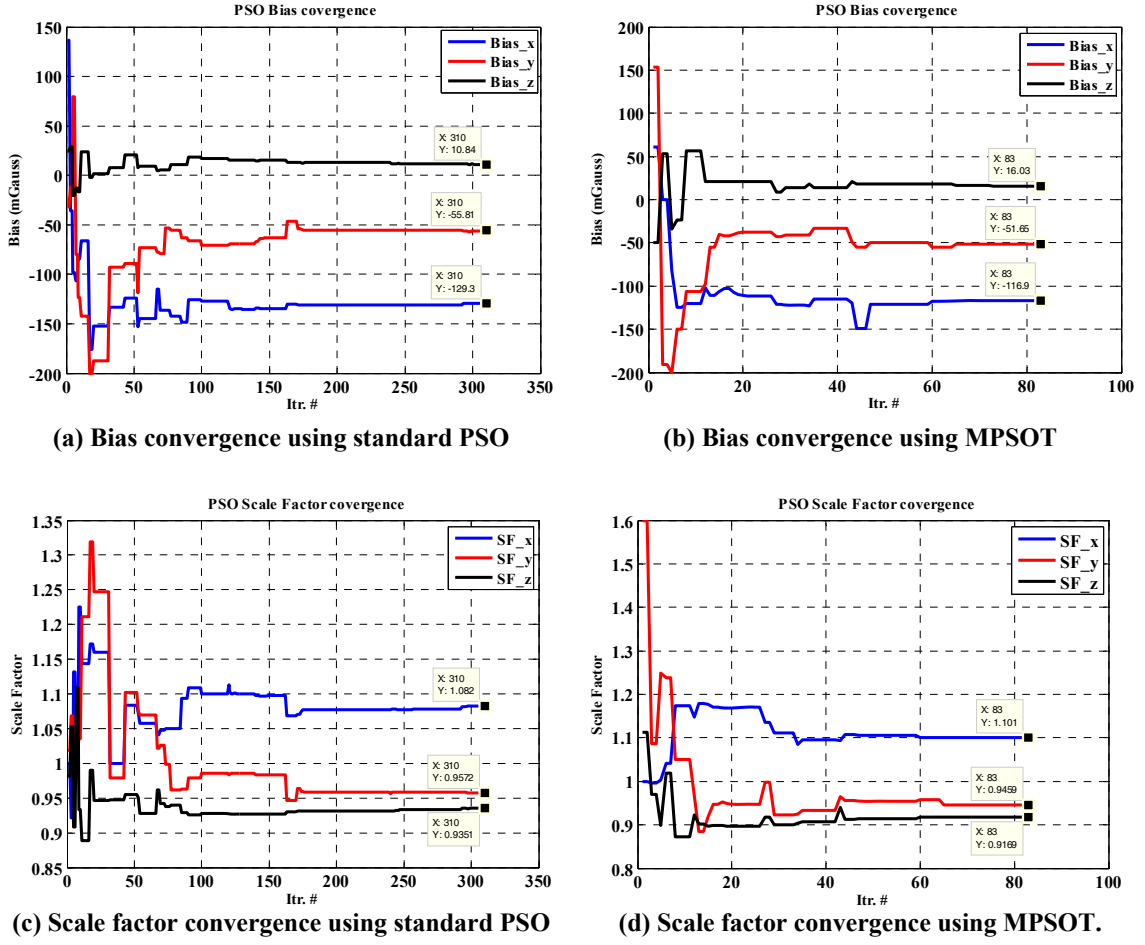 PSO Bias covergence
Bias (mGauss)
150
100
50
0
-50
-100
-150
-200
0
50
100
150
200
250
300
350
Itr. #
Bias_x
Bias_y
Bias_z
X: 310
Y: 10.84
X: 310
Y: -55.81
X: 310
Y: -129.3
(a) Bias convergence using standard PSO
PSO Bias covergence
Bias (mGauss)
200
150
100
50
0
-50
-100
-150
-200
0
20
40
60
80
100
Itr. #
Bias_x
Bias_y
Bias_z
X: 83
Y: 16.03
X: 83
Y: -51.65
X: 83
Y: -116.9
(b) Bias convergence using MPSOT
PSO Scale Factor covergence
Scale Factor
1.35
1.3
1.25
1.2
1.15
1.1
1.05
1
0.95
0.9
0.85
0
50
100
150
200
250
300
350
Itr. #
SF_x
SF_y
SF_z
X: 310
Y: 1.082
X: 310
Y: 0.9572
X: 310
Y: 0.9351
(c) Scale factor convergence using standard PSO
PSO Scale Factor covergence
Scale Factor
1.6
1.5
1.4
1.3
1.2
1.1
1
0.9
0.8
0
20
40
60
80
100
Itr. #
SF_x
SF_y
SF_z
X: 83
Y: 1.101
X: 83
Y: 0.9459
X: 83
Y: 0.9169
(d) Scale factor convergence using MPSOT.